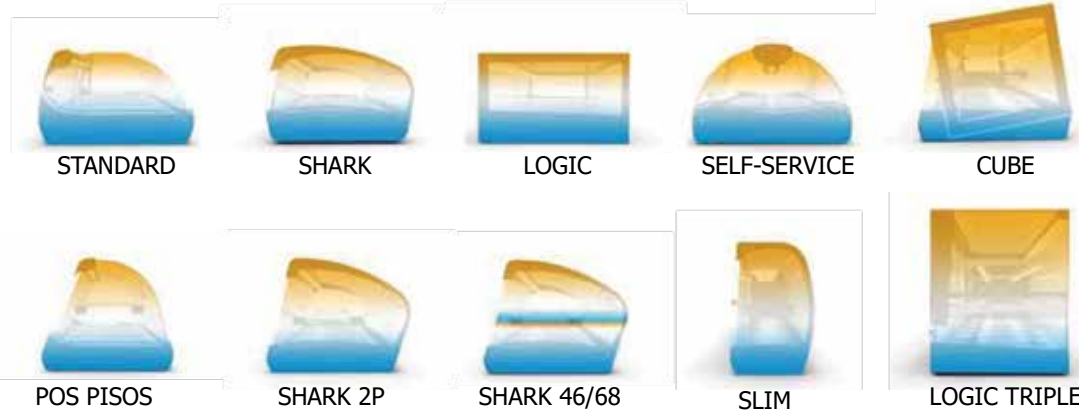 STANDARD
SHARK
LOGIC
SELF-SERVICE
CUBE
POS PISOS
SHARK 2P
SHARK 46/68
SLIM
LOGIC TRIPLE